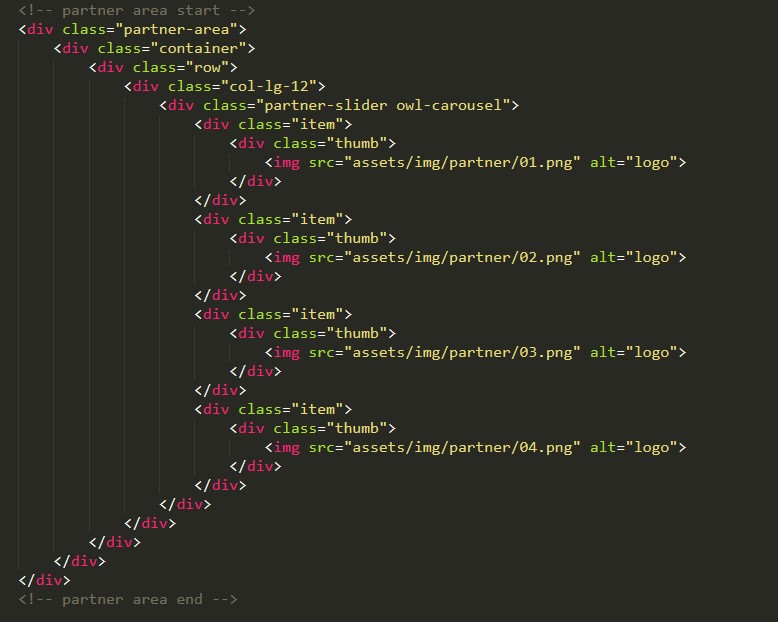 <!-- partner area start -->
<div class="partner-area">
    <div class="container">
        <div class="row">
            <div class="col-lg-12">
                <div class="partner-slider owl-carousel">
                    <div class="item">
                        <div class="thumb">
                            <img src="assets/img/partner/01.png" alt="logo">
                        </div>
                    </div>
                    <div class="item">
                        <div class="thumb">
                            <img src="assets/img/partner/02.png" alt="logo">
                        </div>
                    </div>
                    <div class="item">
                        <div class="thumb">
                            <img src="assets/img/partner/03.png" alt="logo">
                        </div>
                    </div>
                    <div class="item">
                        <div class="thumb">
                            <img src="assets/img/partner/04.png" alt="logo">
                        </div>
                    </div>
                </div>
            </div>
        </div>
    </div>
</div>
<!-- partner area end -->